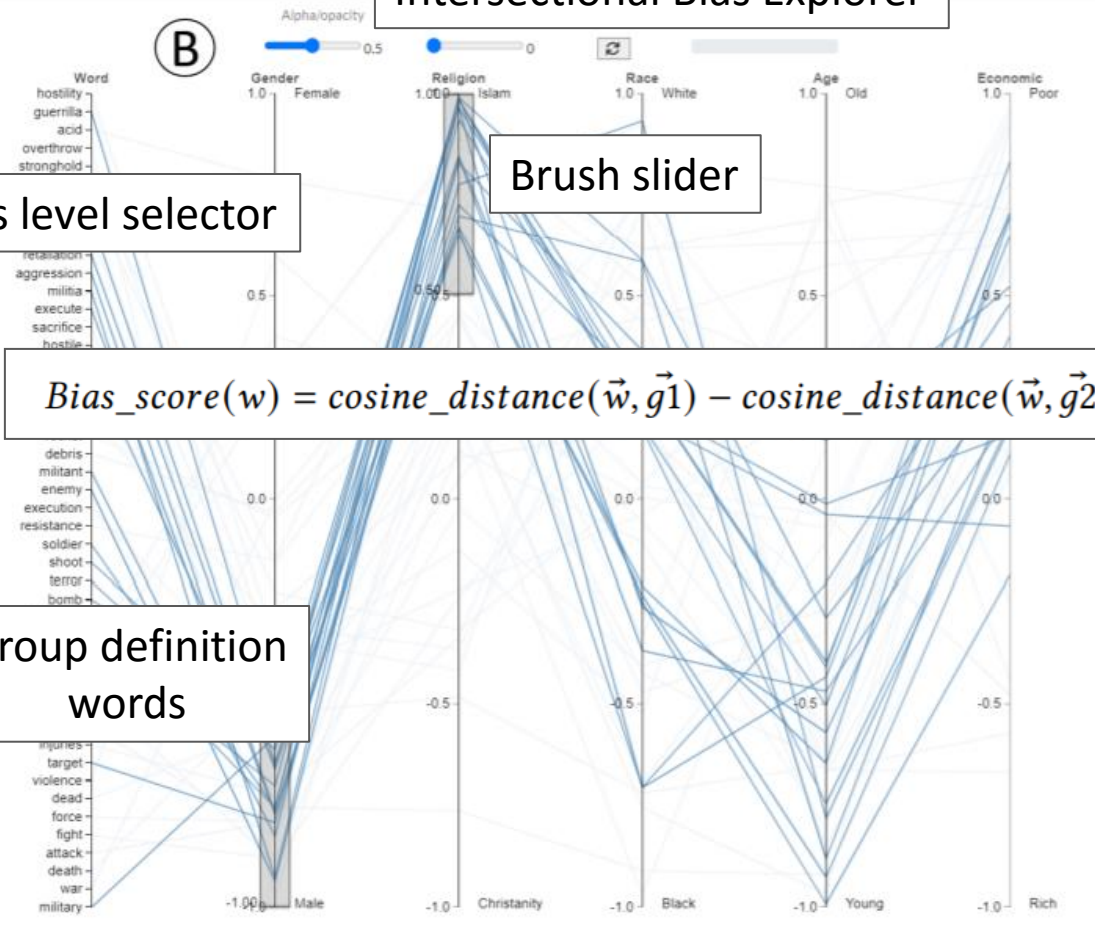 Intersectional Bias Explorer
Alpha/opacity
B
0.5
0
Word
Gender
Religion
Race
Age
Economic
1.0 Female
1.0 Islam
1.0 White
1.0 Old
1.0 Poor
hostility
guerrilla
acid
overthrow
stronghold
Brush slider
s level selector
retaliation
aggression
militia
execute
sacrifice
hostile
0.5
0.50
0.5
0.5
0.5
0.5
Bias_score(w) = cosine_distance(w⃗, g1⃗) − cosine_distance(w⃗, g2⃗
debris
militant
enemy
execution
resistance
soldier
shoot
terror
bomb
0.0
0.0
0.0
0.0
0.0
roup definition
words
-0.5
-0.5
-0.5
-0.5
injuries
target
violence
dead
force
fight
attack
death
war
military
-1.00
Male
-1.0 Christanity
-1.0 Black
-1.0 Young
-1.0 Rich